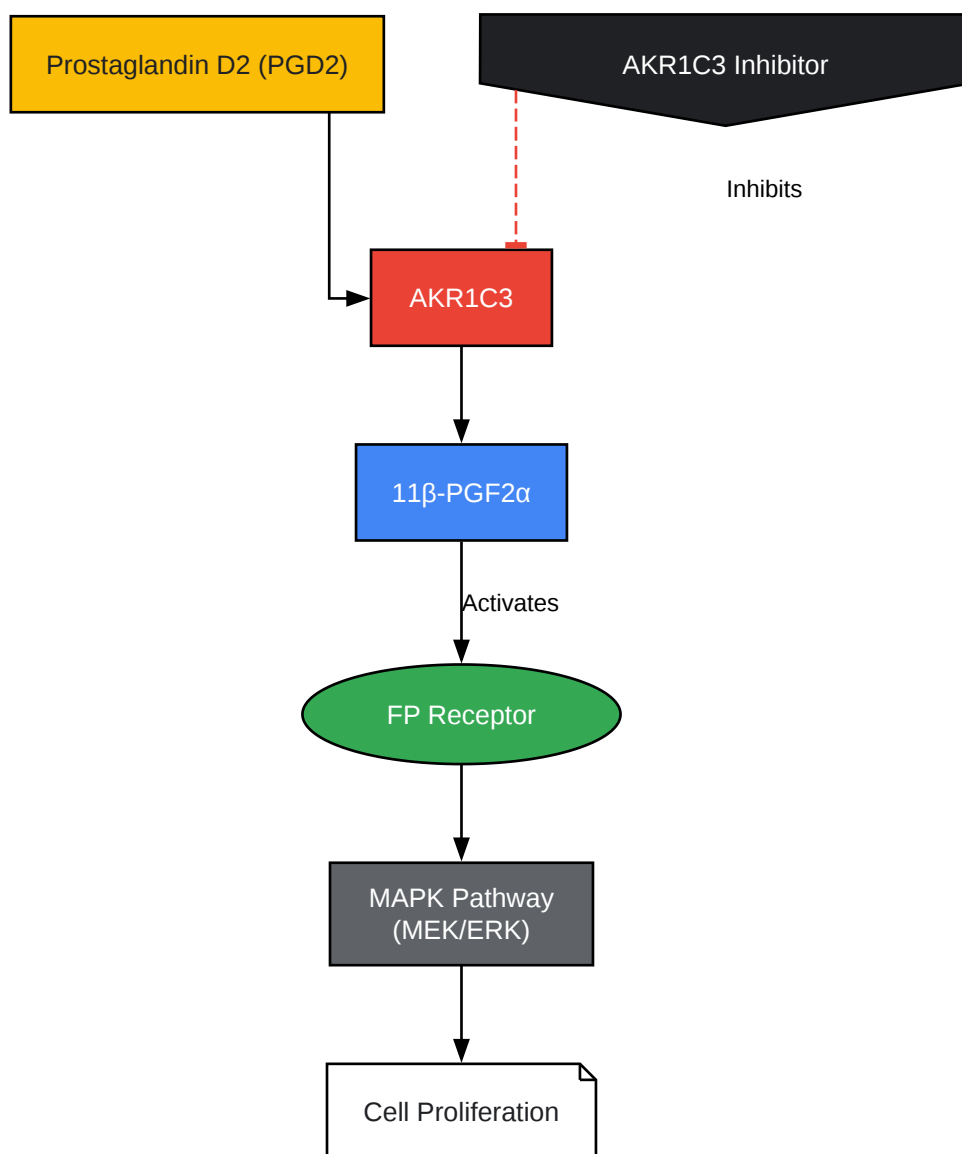 Prostaglandin D2 (PGD2)
AKR1C3 Inhibitor
Inhibits
AKR1C3
11β-PGF2α
Activates
FP Receptor
MAPK Pathway
(MEK/ERK)
Cell Proliferation